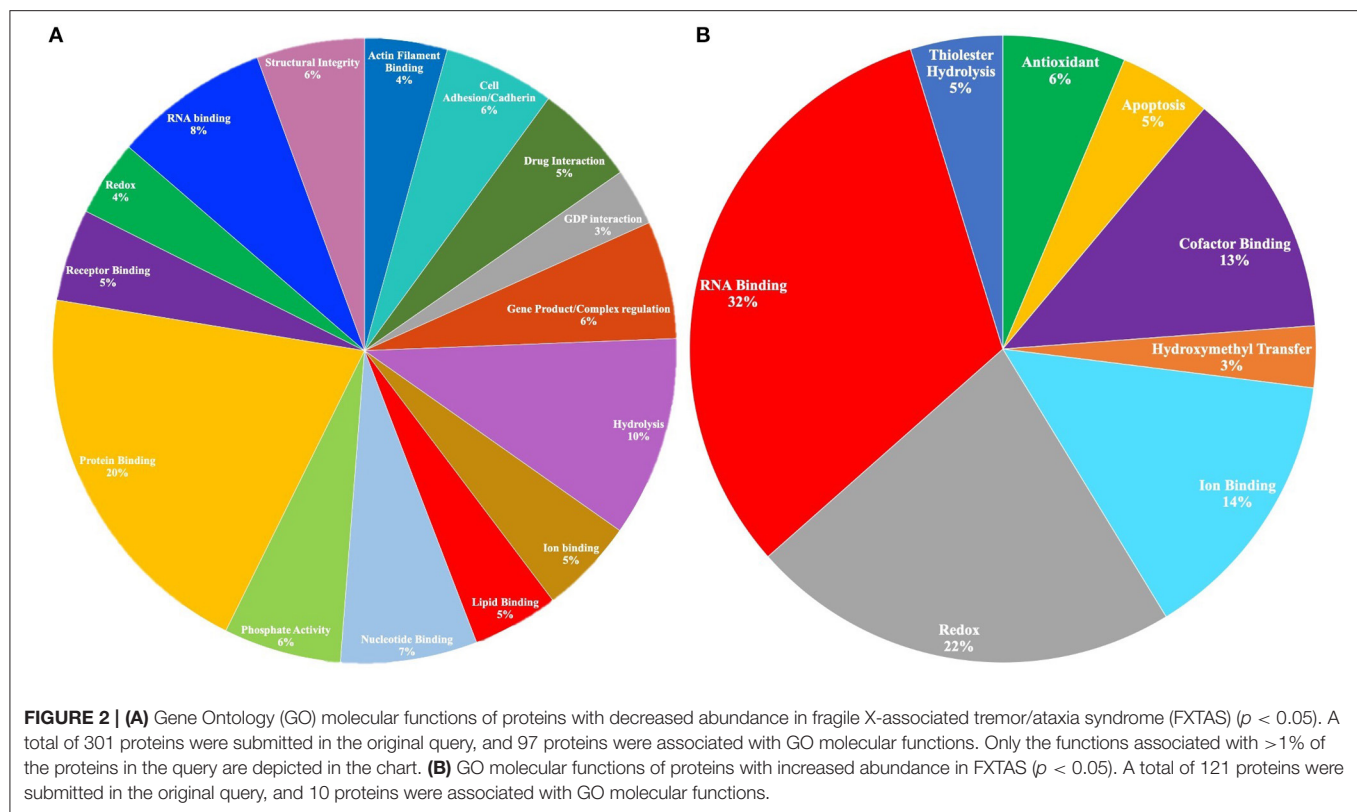 A
Structural Integrity
6%
Actin Filament
Binding
4%
Cell
Adhesion/Cadherin
6%
Drug Interaction
5%
GDP interaction
3%
Gene Product/Complex regulation
6%
Hydrolysis
10%
Ion binding
5%
Lipid Binding
5%
Nucleotide Binding
7%
Phosphate Activity
6%
Protein Binding
20%
Receptor Binding
5%
Redox
4%
RNA binding
8%
B
Thiolester
Hydrolysis
5%
Antioxidant
6%
Apoptosis
5%
Cofactor Binding
13%
Hydroxymethyl Transfer
3%
Ion Binding
14%
Redox
22%
RNA Binding
32%
FIGURE 2 | (A) Gene Ontology (GO) molecular functions of proteins with decreased abundance in fragile X-associated tremor/ataxia syndrome (FXTAS) (p < 0.05). A
total of 301 proteins were submitted in the original query, and 97 proteins were associated with GO molecular functions. Only the functions associated with >1% of
the proteins in the query are depicted in the chart. (B) GO molecular functions of proteins with increased abundance in FXTAS (p < 0.05). A total of 121 proteins were
submitted in the original query, and 10 proteins were associated with GO molecular functions.